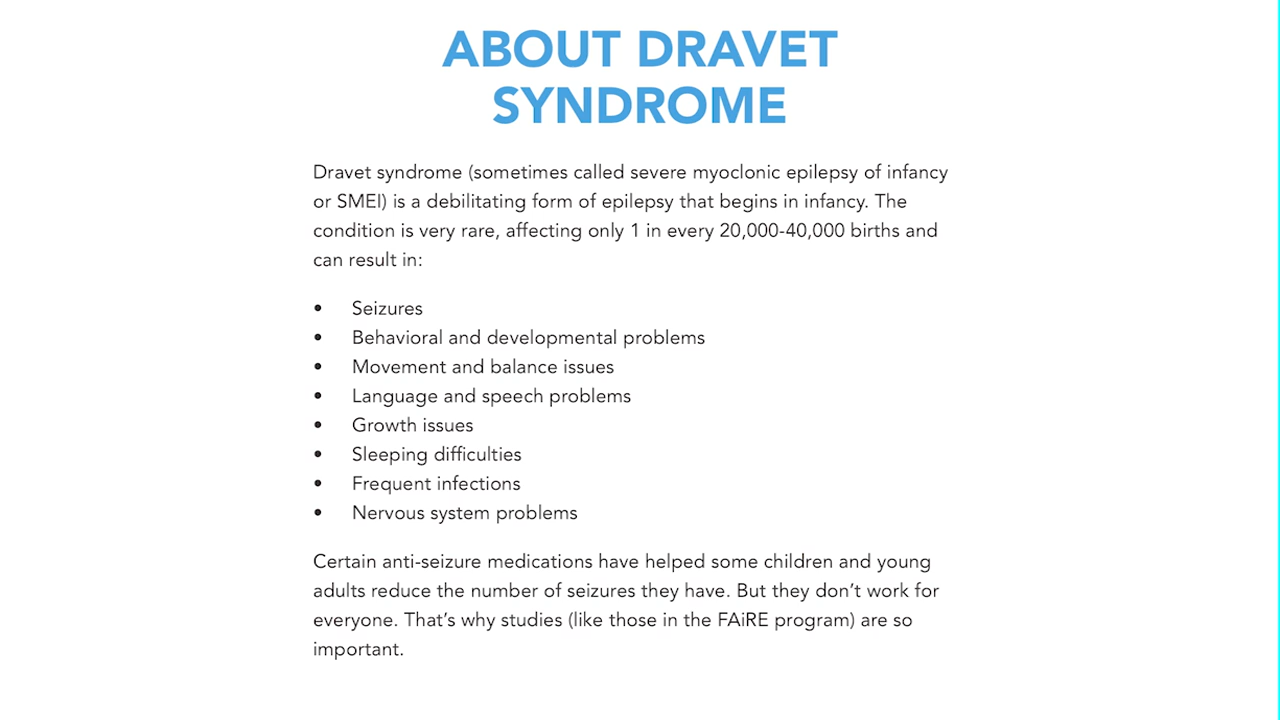 ABOUT DRAVET
SYNDROME
Dravet syndrome (sometimes called severe myoclonic epilepsy of infancy
or SMEI) is a debilitating form of epilepsy that begins in infancy. The
condition is very rare, affecting only 1 in every 20,000-40,000 births and
can result in:
• Seizures
• Behavioral and developmental problems
• Movement and balance issues
• Language and speech problems
• Growth issues
• Sleeping difficulties
• Frequent infections
• Nervous system problems
Certain anti-seizure medications have helped some children and young
adults reduce the number of seizures they have. But they don’t work for
everyone. That’s why studies (like those in the FAiRE program) are so
important.